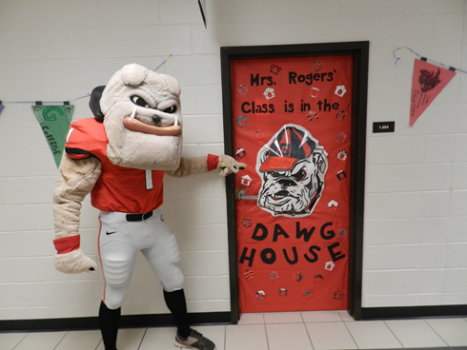 Mrs. Rogers'
Class is in the
DAWG
HOUSE